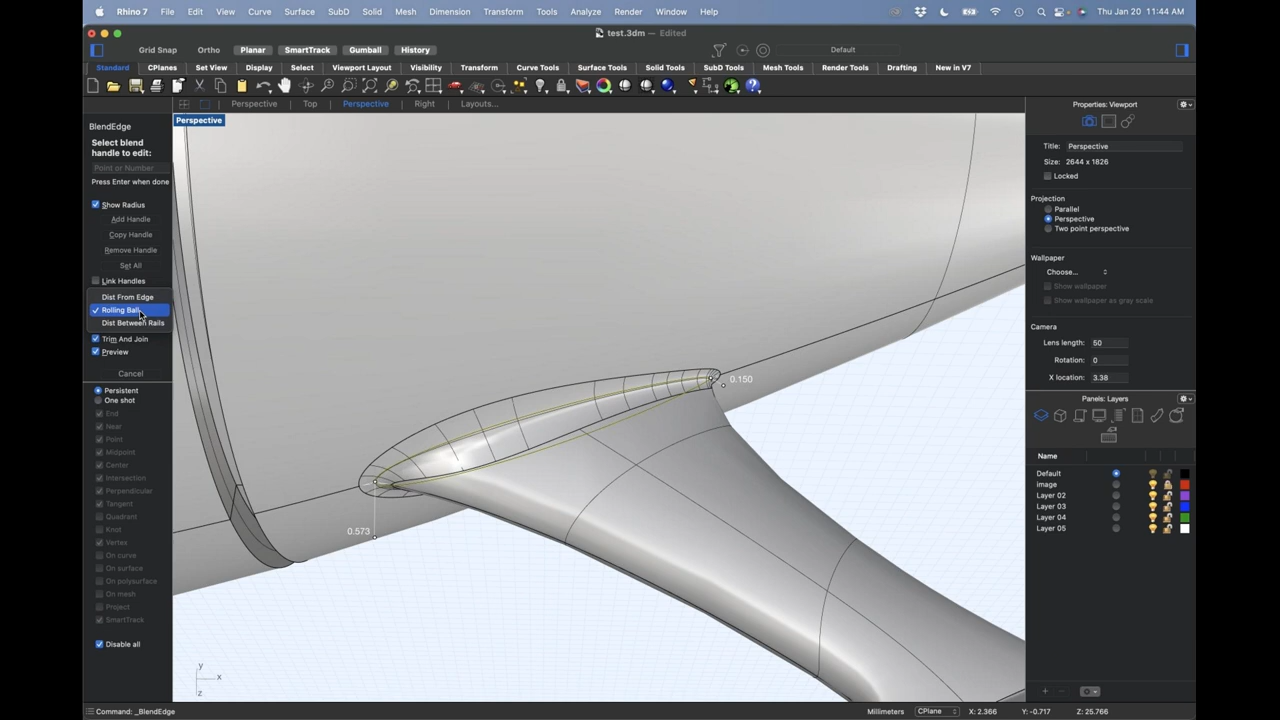 Rhino 7 File Edit View Curve Surface SubD Solid Mesh Dimension Transform Tools Analyze Render Window Help Thu Jan 20 11:44 AM
test.3dm — Edited
Grid Snap Ortho Planar SmartTrack Gumball History Default
Standard CPlanes Set View Display Select Viewport Layout Transform Curve Tools Surface Tools Solid Tools SubD Tools Mesh Tools Render Tools Drafting New in V7
Perspective Top Perspective Right Layouts...
Perspective
BlendEdge
Select blend
handle to edit:
Point or Number
Press Enter when done
Show Radius
Add Handle
Copy Handle
Remove Handle
Set All
Link Handles
Dist From Edge
Rolling Ball
Dist Between Rails
Trim And Join
Preview
Cancel
Persistent
One shot
End
Near
Point
Midpoint
Center
Intersection
Perpendicular
Tangent
Quadrant
Knot
Vertex
On curve
On surface
On polysurface
On mesh
Project
SmartTrack
Disable all
0.150
0.573
y
x
z
Properties: Viewport
Title: Perspective
Size: 2644 x 1826
Locked
Projection
Parallel
Perspective
Two point perspective
Wallpaper
Choose...
Show wallpaper
Show wallpaper as gray scale
Camera
Lens length: 50
Rotation: 0
X location: 3.38
Panels: Layers
Name
Default
image
Layer 02
Layer 03
Layer 04
Layer 05
Command: _BlendEdge Millimeters CPlane X: 2.366 Y: -0.717 Z: 25.766